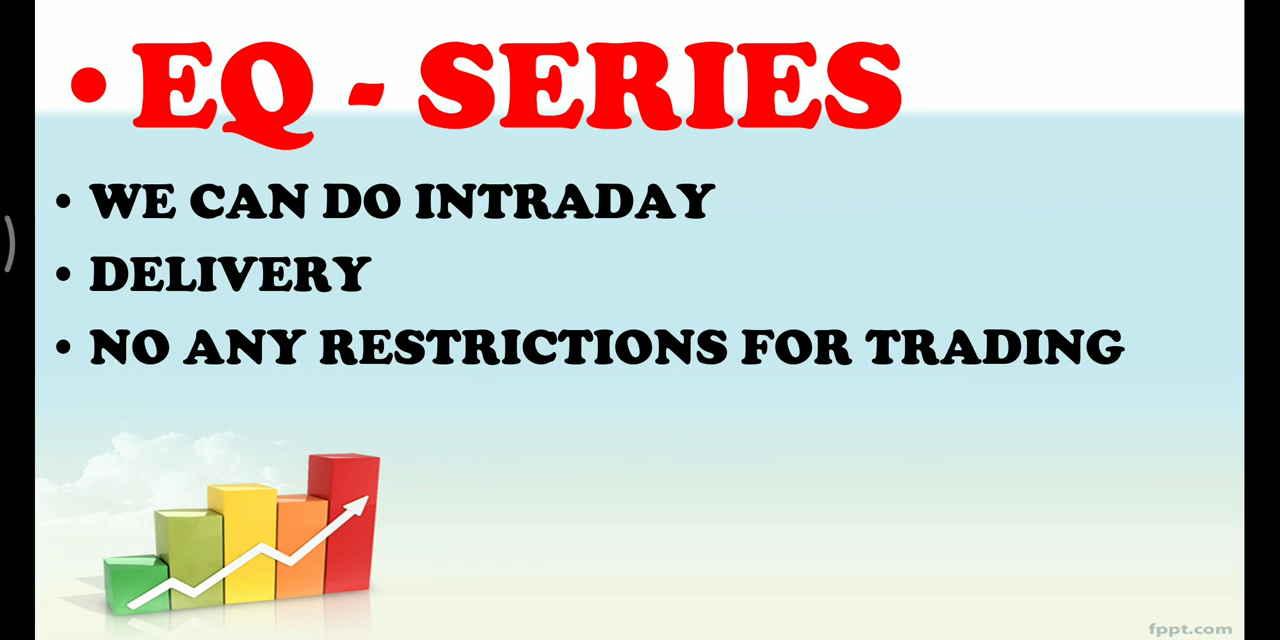 • EQ - SERIES
• WE CAN DO INTRADAY
• DELIVERY
• NO ANY RESTRICTIONS FOR TRADING
fppt.com